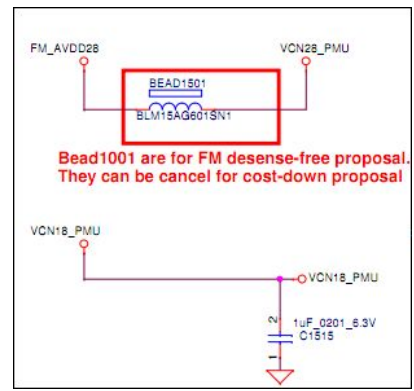 FM_AVDD28 VCN28_PMU
BEAD1501
BLM15AG601SN1
Bead1001 are for FM desense-free proposal.
They can be cancel for cost-down proposal
VCN18_PMU
VCN18_PMU
2 1uF_0201_6.3V
C1515
1